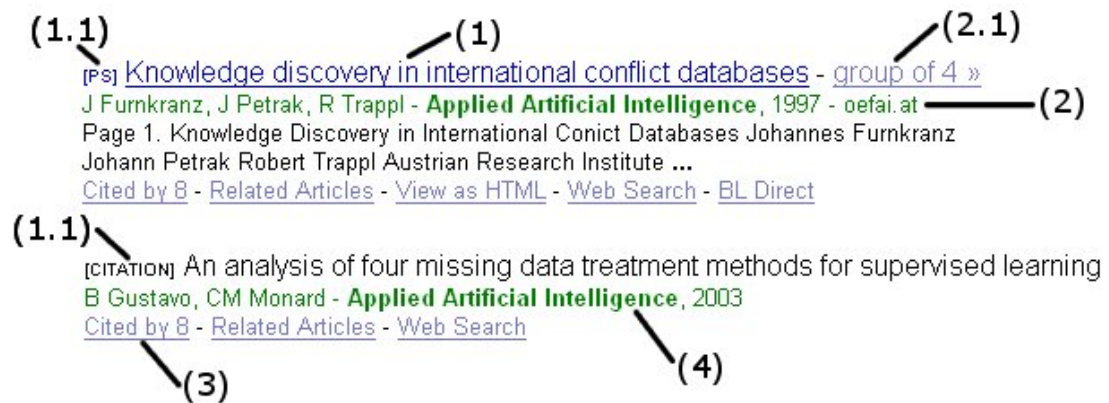 (1.1) (1) (2.1)
[PS] Knowledge discovery in international conflict databases - group of 4 »
J Furnkranz, J Petrak, R Trappl - Applied Artificial Intelligence, 1997 - oefai.at (2)
Page 1. Knowledge Discovery in International Conict Databases Johannes Furnkranz
Johann Petrak Robert Trappl Austrian Research Institute ...
Cited by 8 - Related Articles - View as HTML - Web Search - BL Direct
(1.1)
[CITATION] An analysis of four missing data treatment methods for supervised learning
B Gustavo, CM Monard - Applied Artificial Intelligence, 2003
Cited by 8 - Related Articles - Web Search
(3) (4)